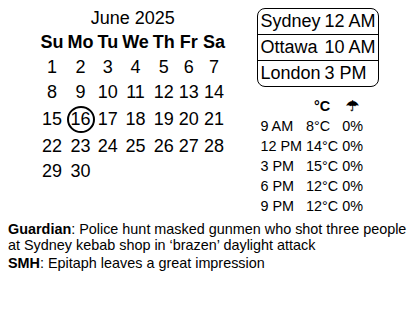 June 2025
Su Mo Tu We Th Fr Sa
1 2 3 4 5 6 7
8 9 10 11 12 13 14
15 16 17 18 19 20 21
22 23 24 25 26 27 28
29 30
Sydney 12 AM
Ottawa 10 AM
London 3 PM
°C ☂
9 AM 8°C 0%
12 PM 14°C 0%
3 PM 15°C 0%
6 PM 12°C 0%
9 PM 12°C 0%
Guardian: Police hunt masked gunmen who shot three people
at Sydney kebab shop in ‘brazen’ daylight attack
SMH: Epitaph leaves a great impression